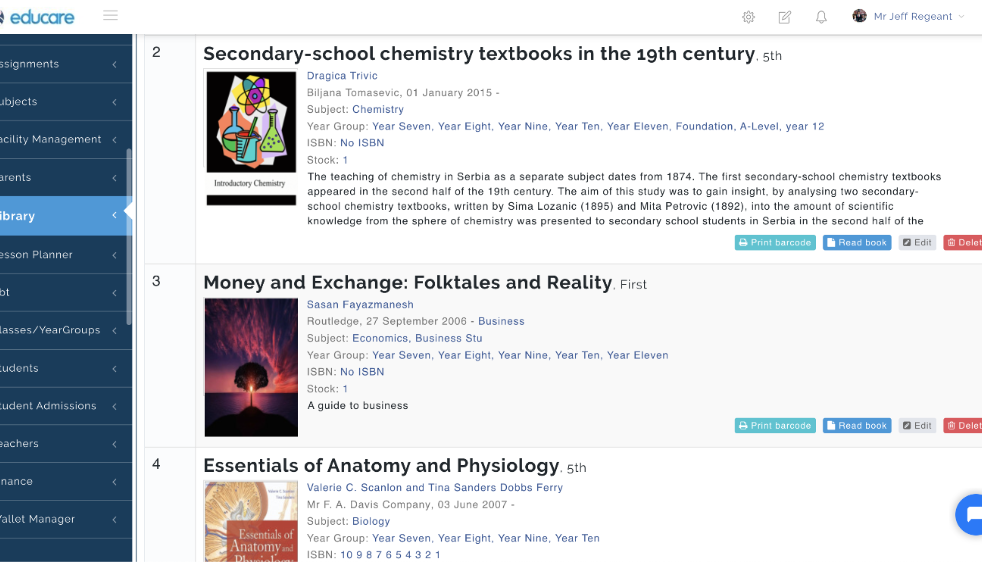 educare
Mr Jeff Regeant
ssignments
ubjects
acility Management
arents
ibrary
esson Planner
bt
lasses/YearGroups
tudents
tudent Admissions
eachers
inance
Vallet Manager
2
Secondary-school chemistry textbooks in the 19th century, 5th
Introductory Chemistry
Dragica Trivic
Biljana Tomasevic, 01 January 2015 -
Subject: Chemistry
Year Group: Year Seven, Year Eight, Year Nine, Year Ten, Year Eleven, Foundation, A-Level, year 12
ISBN: No ISBN
Stock: 1
The teaching of chemistry in Serbia as a separate subject dates from 1874. The first secondary-school chemistry textbooks
appeared in the second half of the 19th century. The aim of this study was to gain insight, by analysing two secondary-
school chemistry textbooks, written by Sima Lozanic (1895) and Mita Petrovic (1892), into the amount of scientific
knowledge from the sphere of chemistry was presented to secondary school students in Serbia in the second half of the
Print barcode Read book Edit Delet
3
Money and Exchange: Folktales and Reality, First
Sasan Fayazmanesh
Routledge, 27 September 2006 - Business
Subject: Economics, Business Stu
Year Group: Year Seven, Year Eight, Year Nine, Year Ten, Year Eleven
ISBN: No ISBN
Stock: 1
A guide to business
Print barcode Read book Edit Delet
4
Essentials of Anatomy and Physiology, 5th
Essentials of
Anatomy and
Physiology
Valerie C. Scanlon and Tina Sanders Dobbs Ferry
Mr F. A. Davis Company, 03 June 2007 -
Subject: Biology
Year Group: Year Seven, Year Eight, Year Nine, Year Ten
ISBN: 10 9 8 7 6 5 4 3 2 1